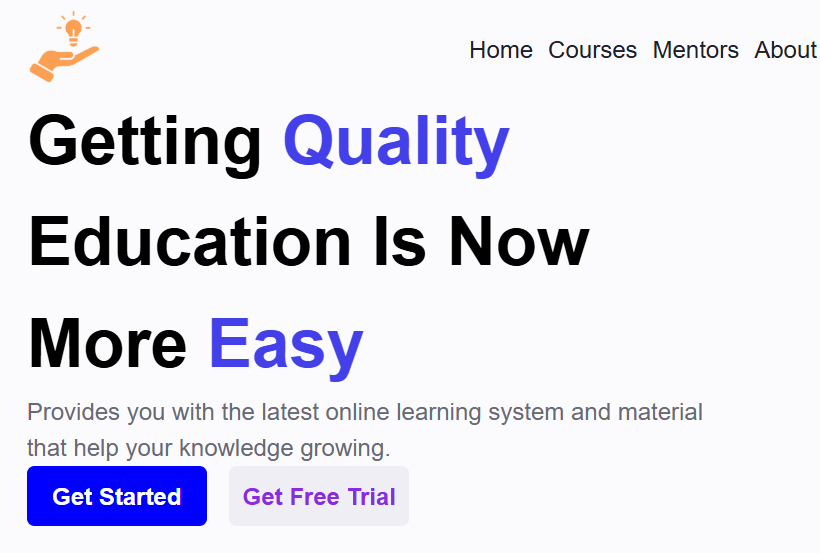 Home Courses Mentors About
Getting Quality
Education Is Now
More Easy
Provides you with the latest online learning system and material
that help your knowledge growing.
Get Started Get Free Trial